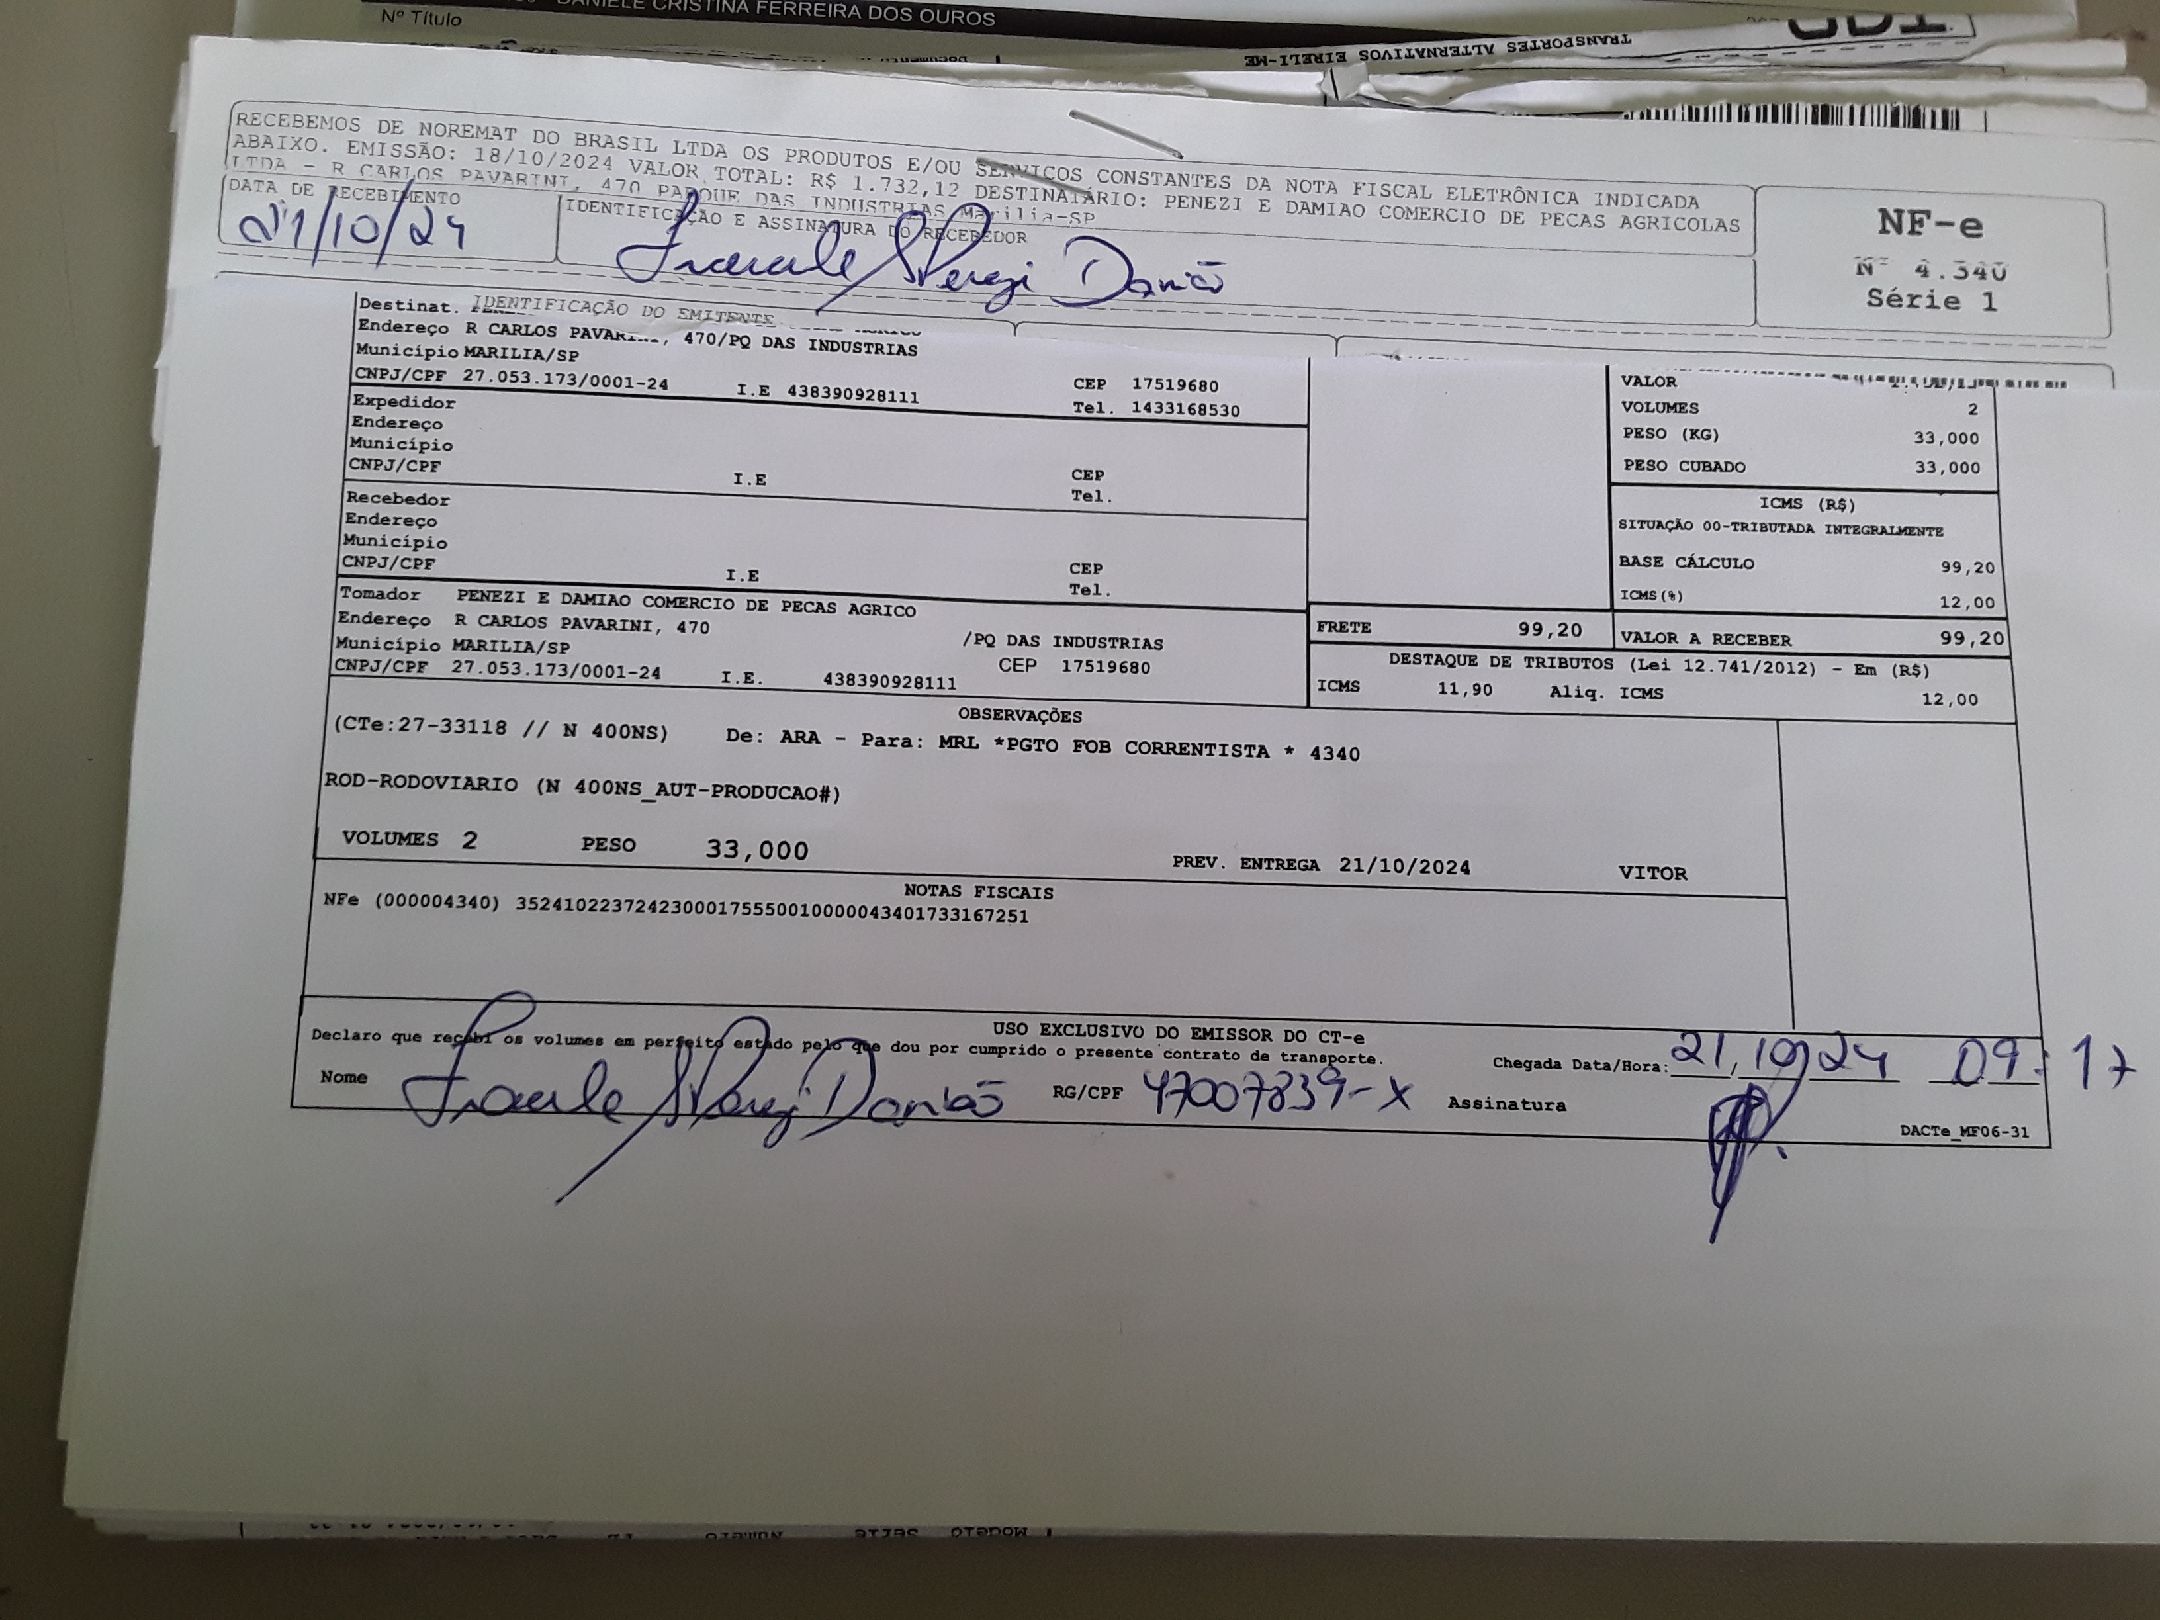 DANIELE CRISTINA FERREIRA DOS OUROS
Nº Título
TRANSPORTES ALTERNATIVOS EIRELI-ME
RECEBEMOS DE NOREMAT DO BRASIL LTDA OS PRODUTOS E/OU SERVIÇOS CONSTANTES DA NOTA FISCAL ELETRÔNICA INDICADA
ABAIXO. EMISSÃO: 18/10/2024 VALOR TOTAL: R$ 1.732,12 DESTINATÁRIO: PENEZI E DAMIAO COMERCIO DE PECAS AGRICOLAS
LTDA - R CARLOS PAVARINI, 470 PARQUE DAS INDUSTRIAS Marilia-SP
DATA DE RECEBIMENTO
21/10/24
IDENTIFICAÇÃO E ASSINATURA DO RECEBEDOR
Damião
NF-e
Nº 4.340
Série 1
Destinat.
IDENTIFICAÇÃO DO EMITENTE
Endereço R CARLOS PAVARINI, 470/PQ DAS INDUSTRIAS
Município MARILIA/SP
CNPJ/CPF 27.053.173/0001-24 I.E 438390928111
CEP 17519680
Tel. 1433168530
Expedidor
Endereço
Município
CNPJ/CPF I.E
CEP
Tel.
Recebedor
Endereço
Município
CNPJ/CPF I.E
CEP
Tel.
Tomador PENEZI E DAMIAO COMERCIO DE PECAS AGRICO
Endereço R CARLOS PAVARINI, 470 /PQ DAS INDUSTRIAS
Município MARILIA/SP CEP 17519680
CNPJ/CPF 27.053.173/0001-24 I.E. 438390928111
VALOR
VOLUMES 2
PESO (KG) 33,000
PESO CUBADO 33,000
ICMS (R$)
SITUAÇÃO 00-TRIBUTADA INTEGRALMENTE
BASE CÁLCULO 99,20
ICMS(%) 12,00
FRETE 99,20 VALOR A RECEBER 99,20
DESTAQUE DE TRIBUTOS (Lei 12.741/2012) - Em (R$)
ICMS 11,90 Aliq. ICMS 12,00
OBSERVAÇÕES
(CTe:27-33118 // N 400NS) De: ARA - Para: MRL *PGTO FOB CORRENTISTA * 4340
ROD-RODOVIARIO (N 400NS_AUT-PRODUCAO#)
VOLUMES 2 PESO 33,000 PREV. ENTREGA 21/10/2024 VITOR
NOTAS FISCAIS
NFe (000004340) 35241022372423000175550010000043401733167251
USO EXCLUSIVO DO EMISSOR DO CT-e
Declaro que recebi os volumes em perfeito estado pelo que dou por cumprido o presente contrato de transporte.
Chegada Data/Hora: 21/10/24 09:17
Nome Damião RG/CPF 47007839-X Assinatura
DACTe_MF06-31
Modelo Serie Numero